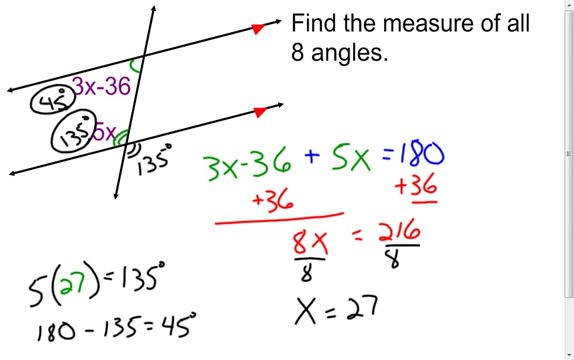 Find the measure of all
8 angles.
45° 3x-36
135° 5x
135°
3x-36 + 5x = 180
+36 +36
8x = 216
8 8
x = 27
5(27) = 135°
180 - 135 = 45°